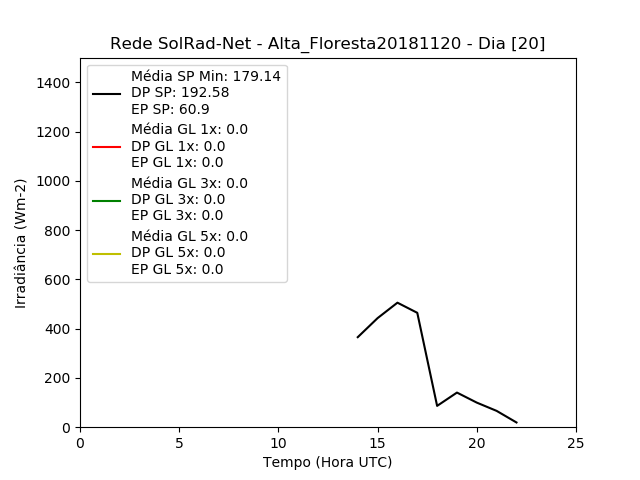 Rede SolRad-Net - Alta_Floresta20181120 - Dia [20]
Média SP Min: 179.14
DP SP: 192.58
EP SP: 60.9
Média GL 1x: 0.0
DP GL 1x: 0.0
EP GL 1x: 0.0
Média GL 3x: 0.0
DP GL 3x: 0.0
EP GL 3x: 0.0
Média GL 5x: 0.0
DP GL 5x: 0.0
EP GL 5x: 0.0
Irradiância (Wm-2)
1400
1200
1000
800
600
400
200
0
0 5 10 15 20 25
Tempo (Hora UTC)